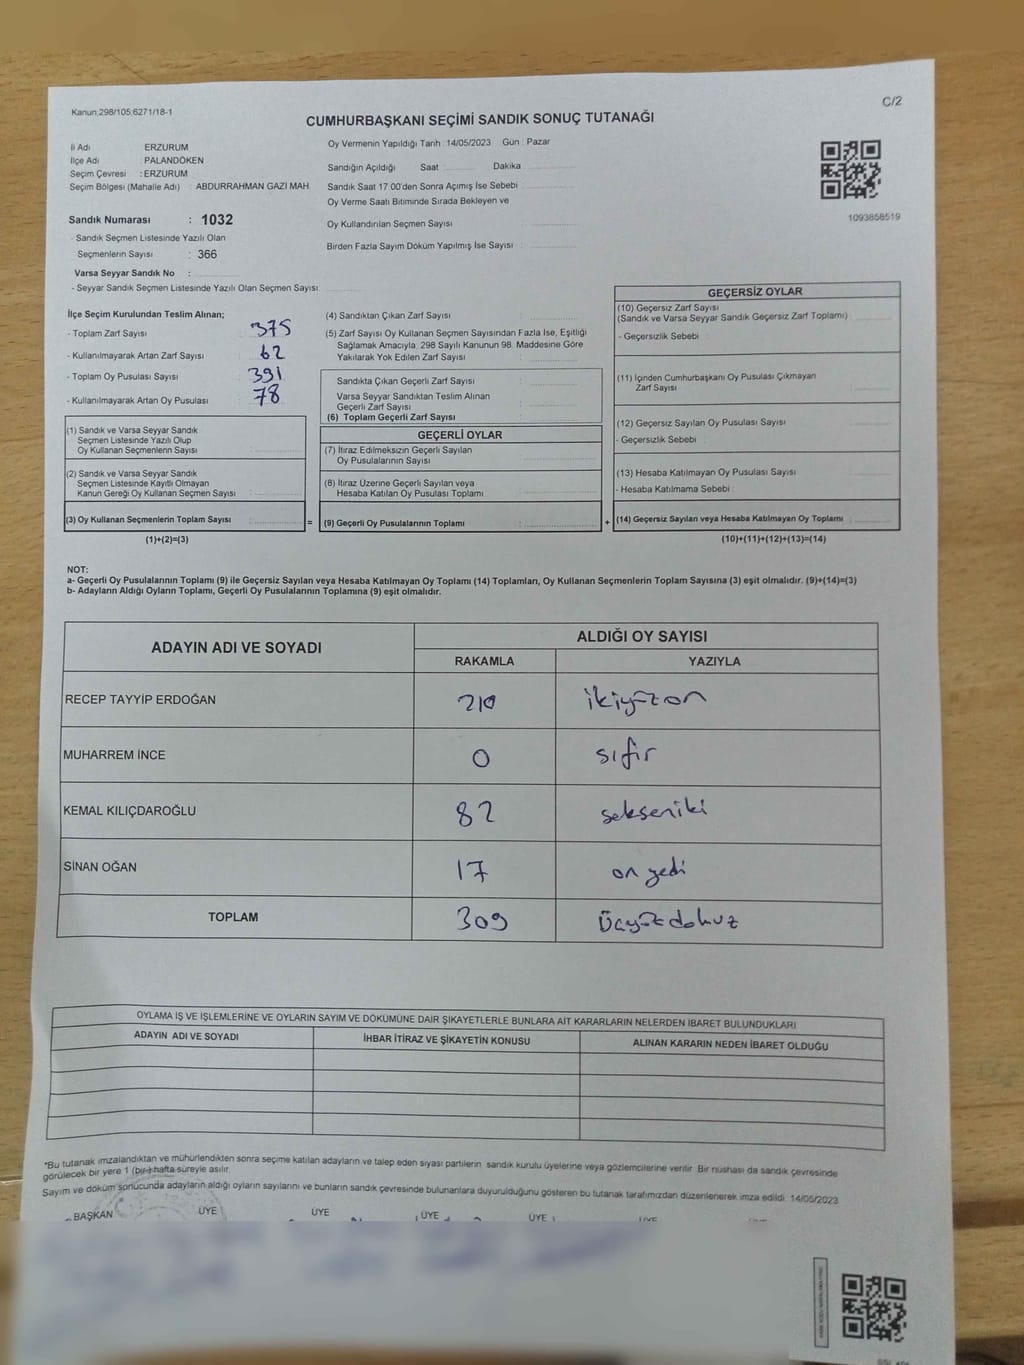 Kanun 298/105.6271/18-1
C/2
CUMHURBAŞKANI SEÇİMİ SANDIK SONUÇ TUTANAĞI
İl Adı ERZURUM
İlçe Adı PALANDÖKEN
Seçim Çevresi : ERZURUM
Seçim Bölgesi (Mahalle Adı) : ABDURRAHMAN GAZİ MAH.
Oy Vermenin Yapıldığı Tarih : 14/05/2023 Gün : Pazar
Sandığın Açıldığı Saat Dakika
Sandık Saat 17:00'den Sonra Açımış İse Sebebi
Oy Verme Saati Bitiminde Sırada Bekleyen ve
Oy Kullandırılan Seçmen Sayısı :
Birden Fazla Sayım Döküm Yapılmış İse Sayısı :
1093858519
Sandık Numarası : 1032
- Sandık Seçmen Listesinde Yazılı Olan
Seçmenlerin Sayısı : 366
Varsa Seyyar Sandık No :
- Seyyar Sandık Seçmen Listesinde Yazılı Olan Seçmen Sayısı:
İlçe Seçim Kurulundan Teslim Alınan;
- Toplam Zarf Sayısı 375
- Kullanılmayarak Artan Zarf Sayısı 62
- Toplam Oy Pusulası Sayısı 391
- Kullanılmayarak Artan Oy Pusulası 78
(1) Sandık ve Varsa Seyyar Sandık
Seçmen Listesinde Yazılı Olup
Oy Kullanan Seçmenlerin Sayısı :
(2) Sandık ve Varsa Seyyar Sandık
Seçmen Listesinde Kayıtlı Olmayan
Kanun Gereği Oy Kullanan Seçmen Sayısı :
(3) Oy Kullanan Seçmenlerin Toplam Sayısı :
(1)+(2)=(3)
(4) Sandıktan Çıkan Zarf Sayısı :
(5) Zarf Sayısı Oy Kullanan Seçmen Sayısından Fazla İse, Eşitliği
Sağlamak Amacıyla, 298 Sayılı Kanunun 98. Maddesine Göre
Yakılarak Yok Edilen Zarf Sayısı :
Sandıkta Çıkan Geçerli Zarf Sayısı :
Varsa Seyyar Sandıktan Teslim Alınan
Geçerli Zarf Sayısı :
(6) Toplam Geçerli Zarf Sayısı :
GEÇERLİ OYLAR
(7) İtiraz Edilmeksizin Geçerli Sayılan
Oy Pusulalarının Sayısı :
(8) İtiraz Üzerine Geçerli Sayılan veya
Hesaba Katılan Oy Pusulası Toplamı :
= (9) Geçerli Oy Pusulalarının Toplamı :
GEÇERSİZ OYLAR
(10) Geçersiz Zarf Sayısı
(Sandık ve Varsa Seyyar Sandık Geçersiz Zarf Toplamı) :
- Geçersizlik Sebebi :
(11) İçinden Cumhurbaşkanı Oy Pusulası Çıkmayan
Zarf Sayısı :
(12) Geçersiz Sayılan Oy Pusulası Sayısı :
- Geçersizlik Sebebi :
(13) Hesaba Katılmayan Oy Pusulası Sayısı :
- Hesaba Katılmama Sebebi :
+ (14) Geçersiz Sayılan veya Hesaba Katılmayan Oy Toplamı :
(10)+(11)+(12)+(13)=(14)
NOT:
a- Geçerli Oy Pusulalarının Toplamı (9) ile Geçersiz Sayılan veya Hesaba Katılmayan Oy Toplamı (14) Toplamları, Oy Kullanan Seçmenlerin Toplam Sayısına (3) eşit olmalıdır. (9)+(14)=(3)
b- Adayların Aldığı Oyların Toplamı, Geçerli Oy Pusulalarının Toplamına (9) eşit olmalıdır.
ADAYIN ADI VE SOYADI ALDIĞI OY SAYISI
RAKAMLA YAZIYLA
RECEP TAYYİP ERDOĞAN 210 ikiyüzon
MUHARREM İNCE 0 sıfır
KEMAL KILIÇDAROĞLU 82 sekseniki
SİNAN OĞAN 17 on yedi
TOPLAM 309 Üçyüzdokuz
OYLAMA İŞ VE İŞLEMLERİNE VE OYLARIN SAYIM VE DÖKÜMÜNE DAİR ŞİKAYETLERLE BUNLARA AİT KARARLARIN NELERDEN İBARET BULUNDUKLARI
ADAYIN ADI VE SOYADI İHBAR İTİRAZ VE ŞİKAYETİN KONUSU ALINAN KARARIN NEDEN İBARET OLDUĞU
*Bu tutanak imzalandıktan ve mühürlendikten sonra seçime katılan adayların ve talep eden siyasi partilerin sandık kurulu üyelerine veya gözlemcilerine verilir. Bir nüshası da sandık çevresinde
görülecek bir yere 1 (bir) hafta süreyle asılır.
Sayım ve döküm sonucunda adayların aldığı oyların sayılarını ve bunların sandık çevresinde bulunanlara duyurulduğunu gösteren bu tutanak tarafımızdan düzenlenerek imza edildi. 14/05/2023
BAŞKAN ÜYE ÜYE ÜYE ÜYE ÜYE ÜYE